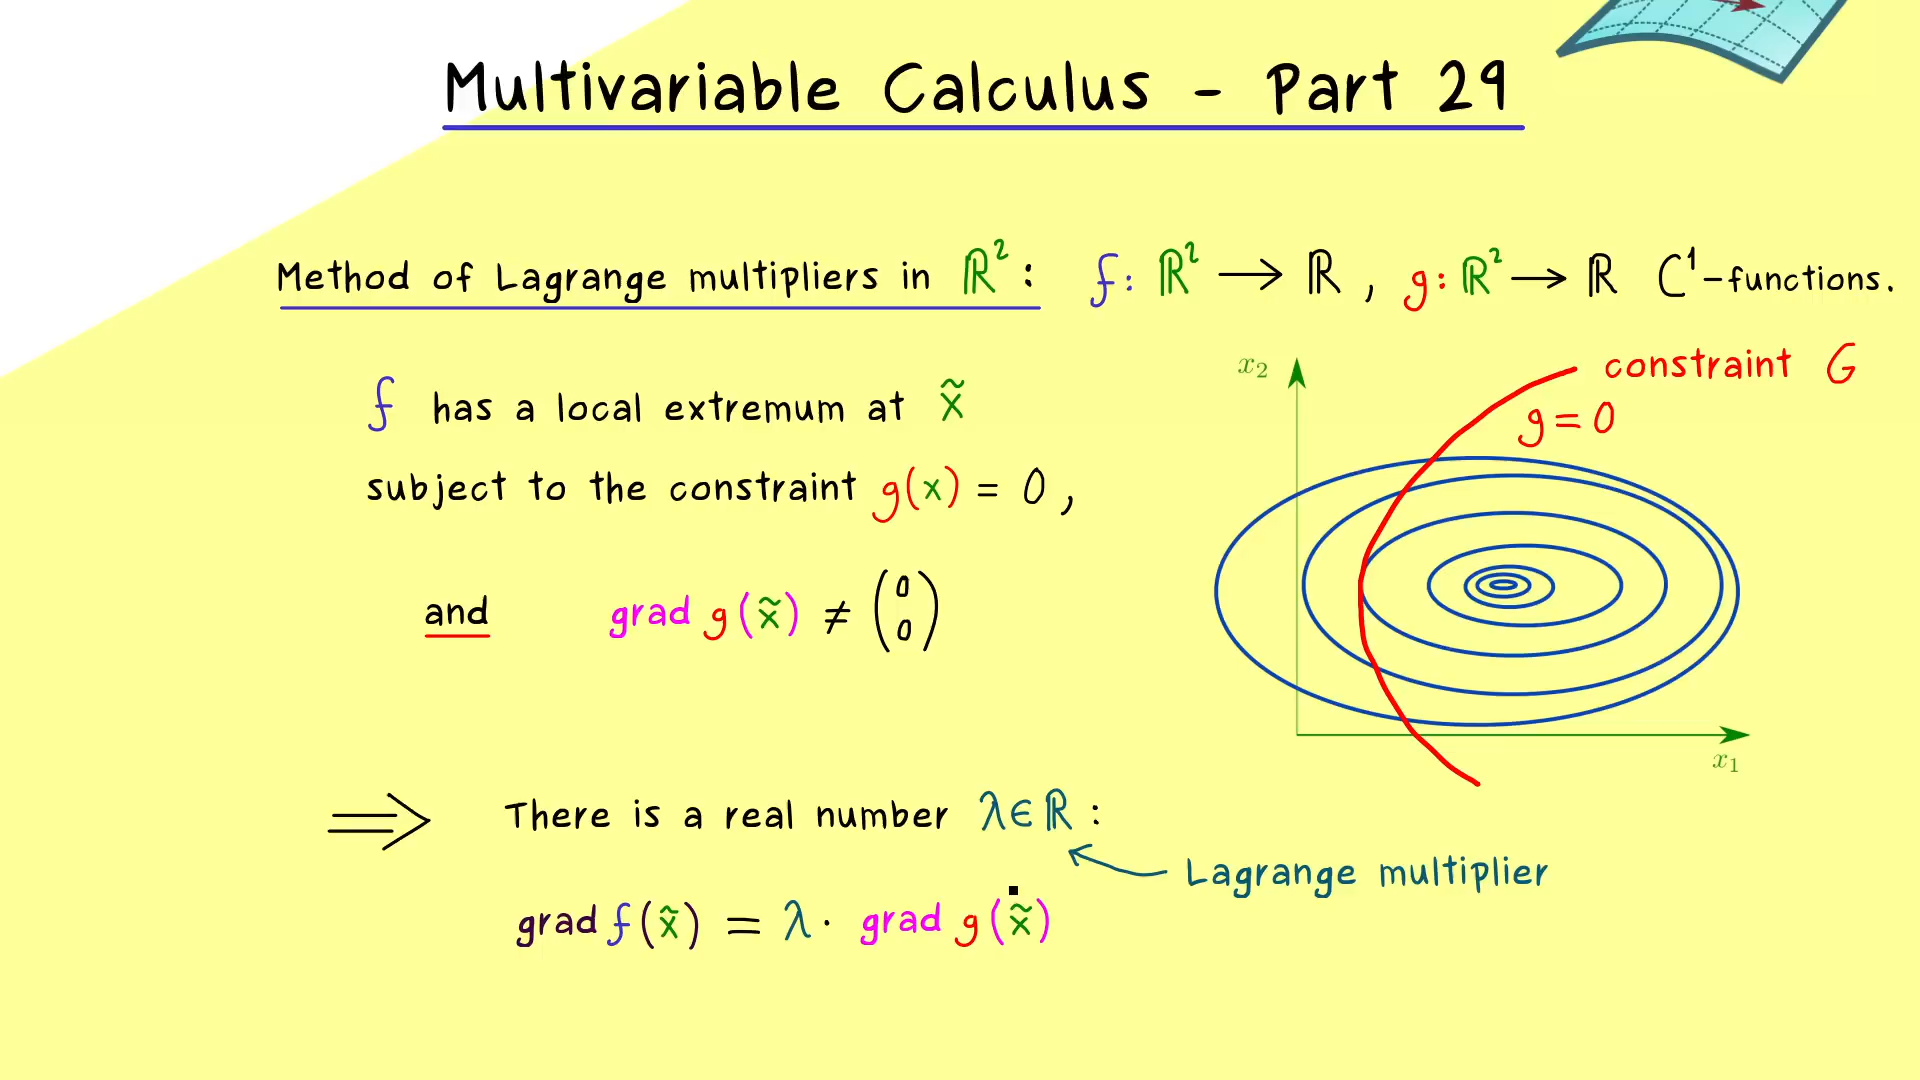 Multivariable Calculus - Part 29
Method of Lagrange multipliers in ℝ²: f: ℝ² → ℝ, g: ℝ² → ℝ C¹-functions.
x₂
constraint G
g = 0
f has a local extremum at x̃
subject to the constraint g(x) = 0,
and grad g(x̃) ≠ (0 0)
x₁
⟹ There is a real number λ∈ℝ:
Lagrange multiplier
grad f(x̃) = λ · grad g(x̃)